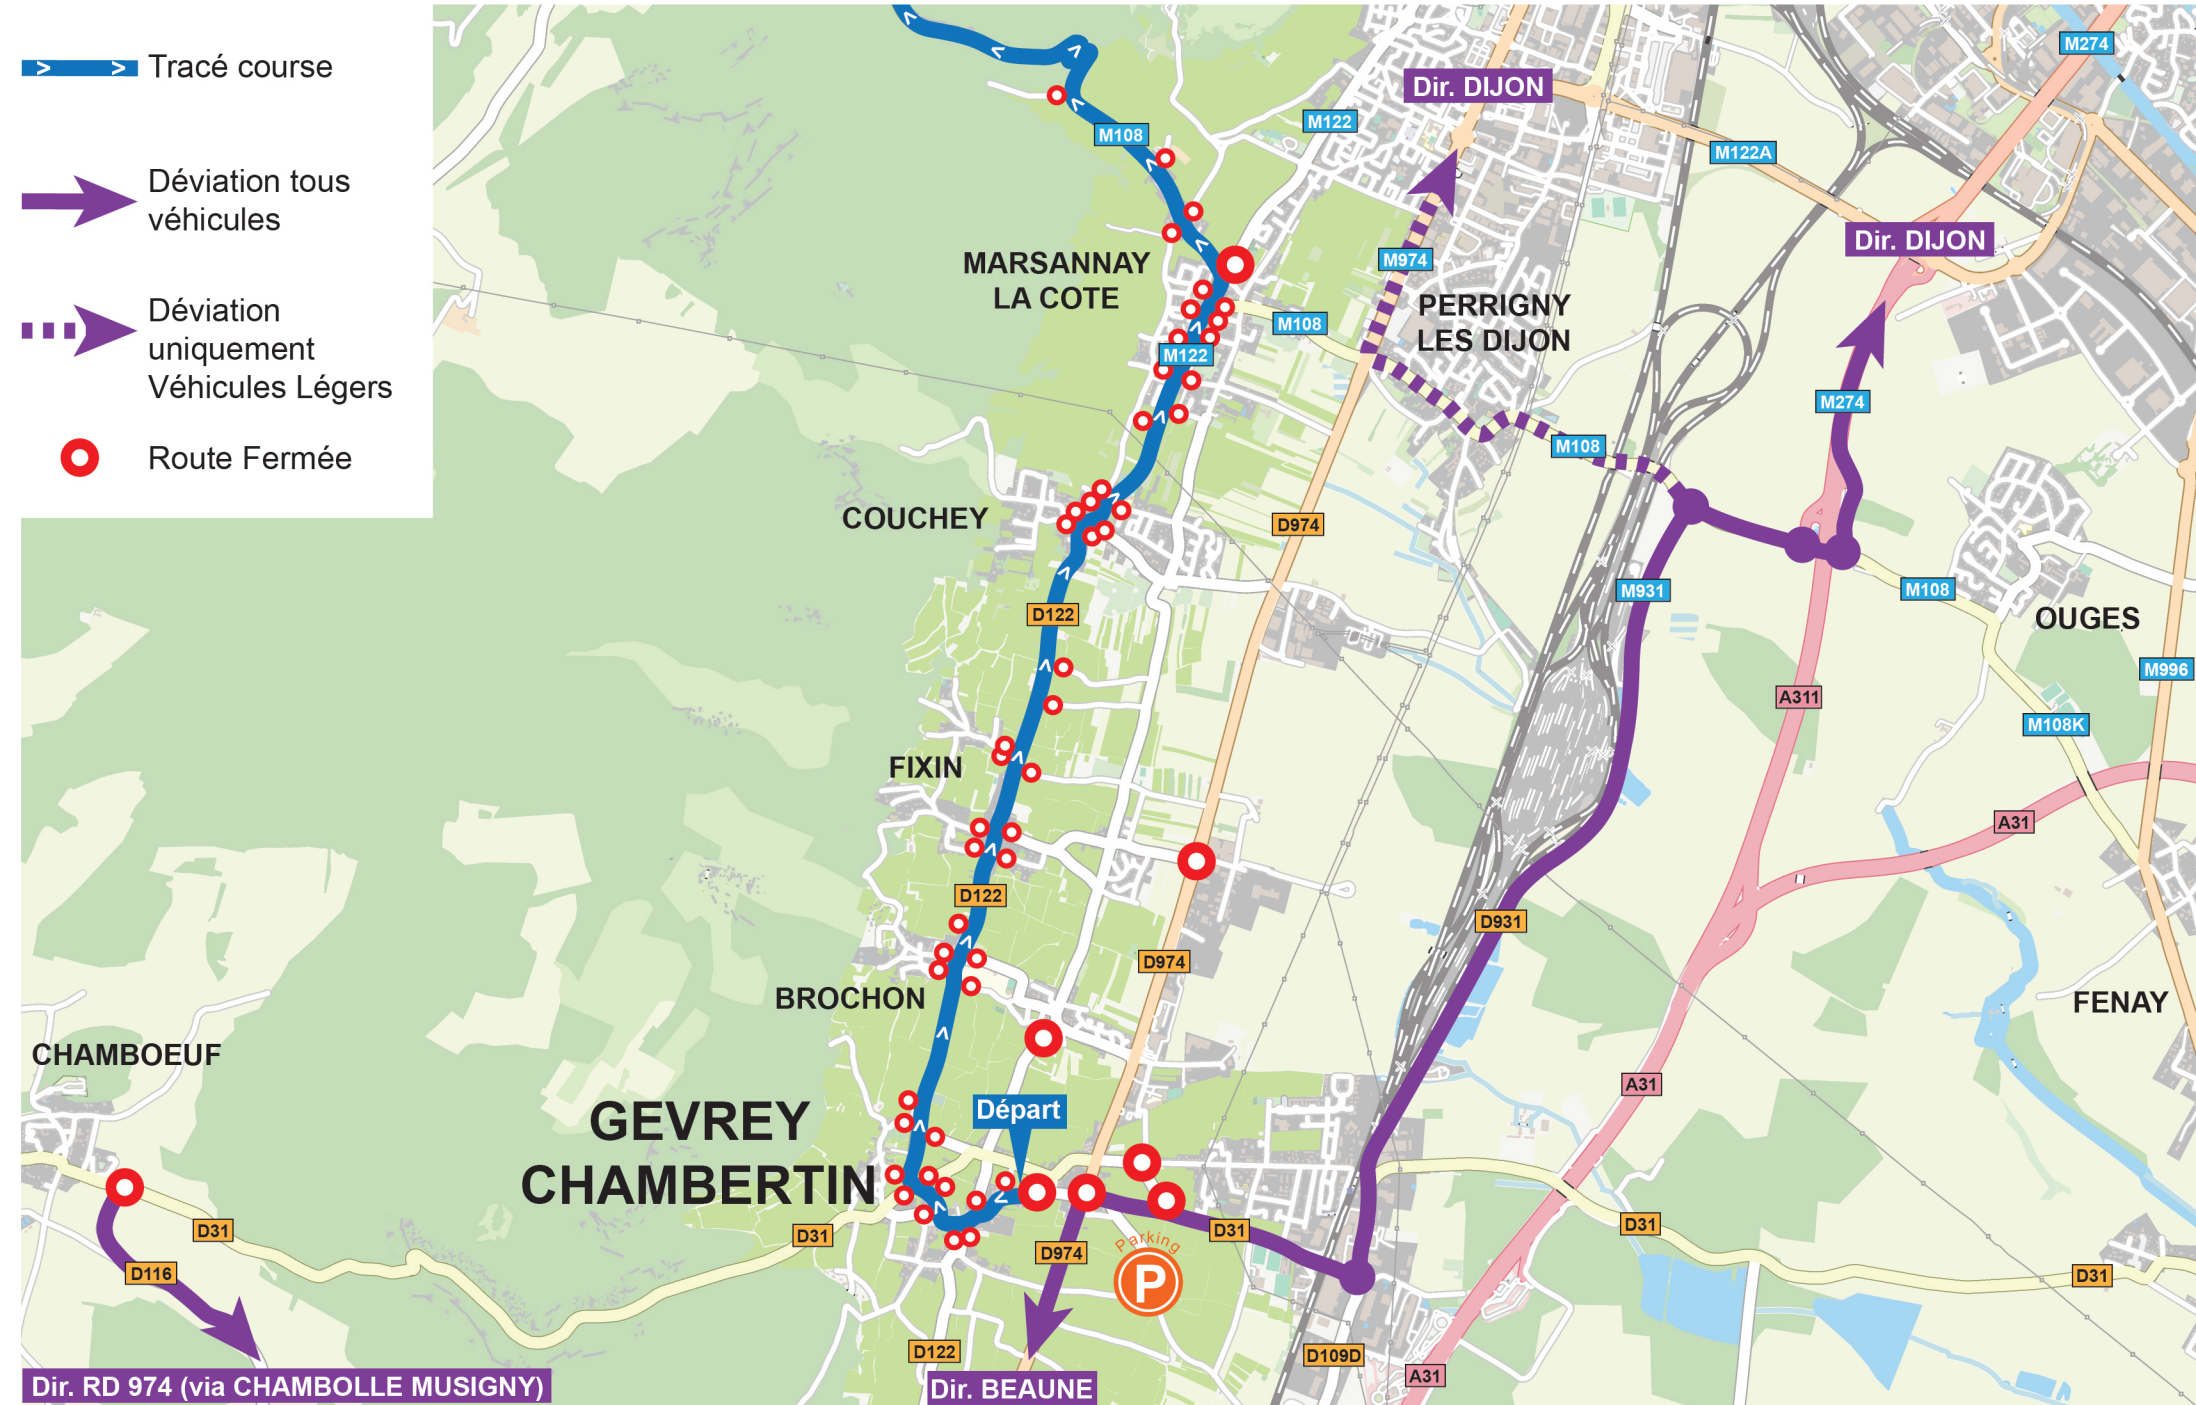 Tracé course
Déviation tous
véhicules
Déviation
uniquement
Véhicules Légers
Route Fermée
M274
Dir. DIJON
M122
M108
M122A
Dir. DIJON
MARSANNAY
LA COTE
M974
PERRIGNY
LES DIJON
M108
M122
M274
M108
COUCHEY
D974
M931
M108
D122
OUGES
M996
A311
M108K
FIXIN
A31
D122
D931
D974
BROCHON
FENAY
CHAMBOEUF
A31
GEVREY
CHAMBERTIN
Départ
D31
D31
D31
D31
D974
Parking
P
D116
D31
D122
D109D
A31
Dir. RD 974 (via CHAMBOLLE MUSIGNY)
Dir. BEAUNE